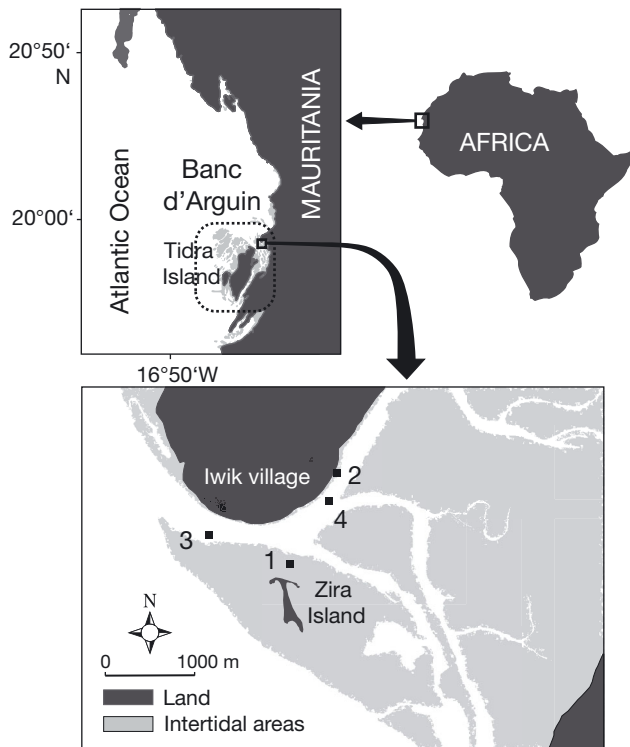 20°50‘
N
20°00‘
16°50‘W
Atlantic Ocean
MAURITANIA
Banc
d’Arguin
Tidra
Island
AFRICA
Iwik village
2
4
3
1
Zira
Island
N
0 1000 m
Land
Intertidal areas